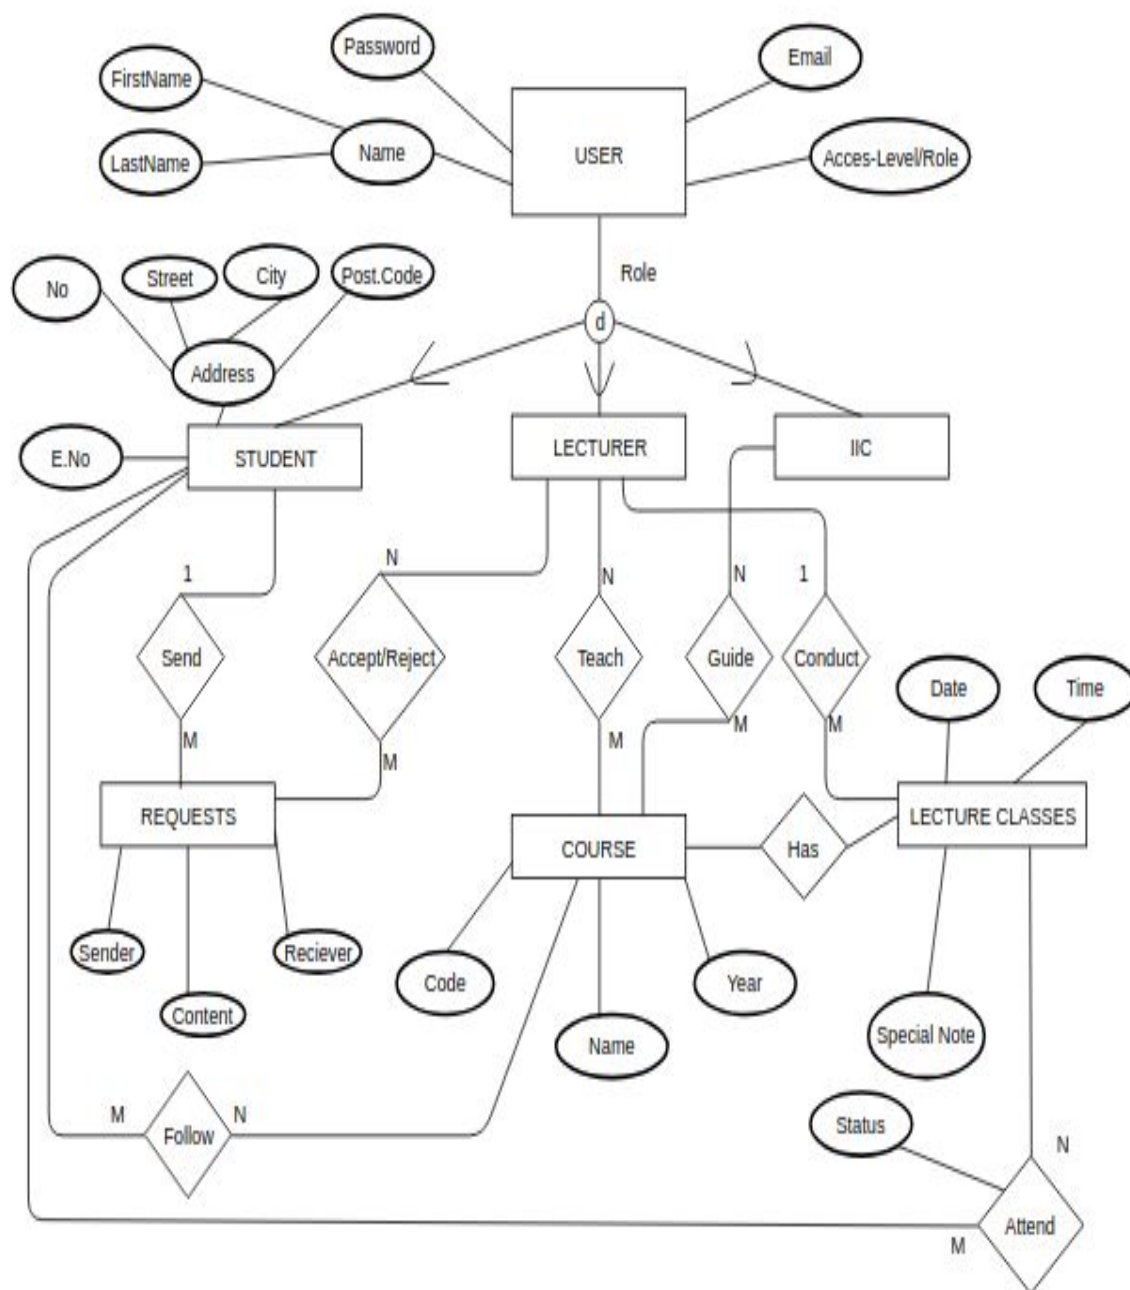 Password
Email
FirstName
USER
LastName
Name
Acces-Level/Role
No
Street
City
Post.Code
Role
d
Address
E.No
STUDENT
LECTURER
IIC
1
N
N
N
1
Send
Accept/Reject
Teach
Guide
Conduct
Date
Time
M
M
M
M
M
REQUESTS
COURSE
Has
LECTURE CLASSES
Sender
Reciever
Content
Code
Name
Year
Special Note
M
N
Follow
Status
N
M
Attend